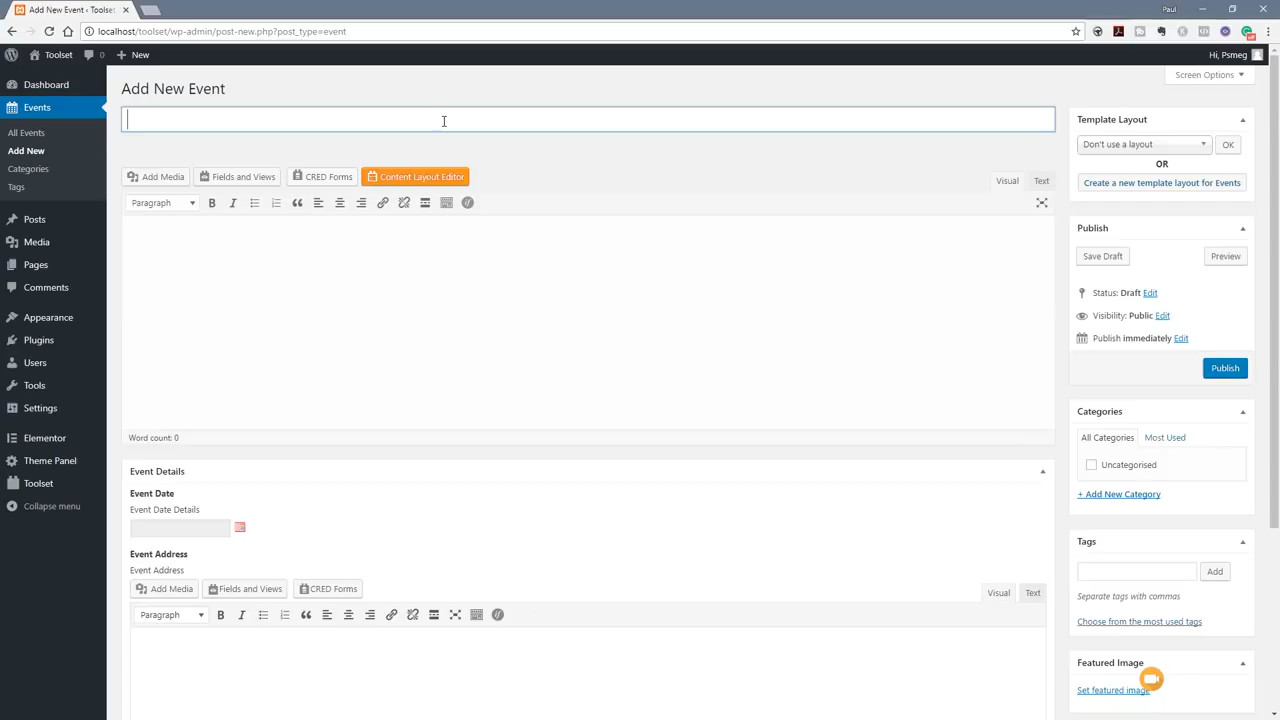 Add New Event ‹ Toolset:
Paul
localhost/toolset/wp-admin/post-new.php?post_type=event
Toolset
0
New
Hi, Psmeg
Dashboard
Events
All Events
Add New
Categories
Tags
Posts
Media
Pages
Comments
Appearance
Plugins
Users
Tools
Settings
Elementor
Theme Panel
Toolset
Collapse menu
Screen Options
Add New Event
Add Media
Fields and Views
CRED Forms
Content Layout Editor
Visual
Text
Paragraph
Word count: 0
Event Details
Event Date
Event Date Details
Event Address
Event Address
Add Media
Fields and Views
CRED Forms
Visual
Text
Paragraph
Template Layout
Don't use a layout
OK
OR
Create a new template layout for Events
Publish
Save Draft
Preview
Status: Draft Edit
Visibility: Public Edit
Publish immediately Edit
Publish
Categories
All Categories
Most Used
Uncategorised
+ Add New Category
Tags
Add
Separate tags with commas
Choose from the most used tags
Featured Image
Set featured image